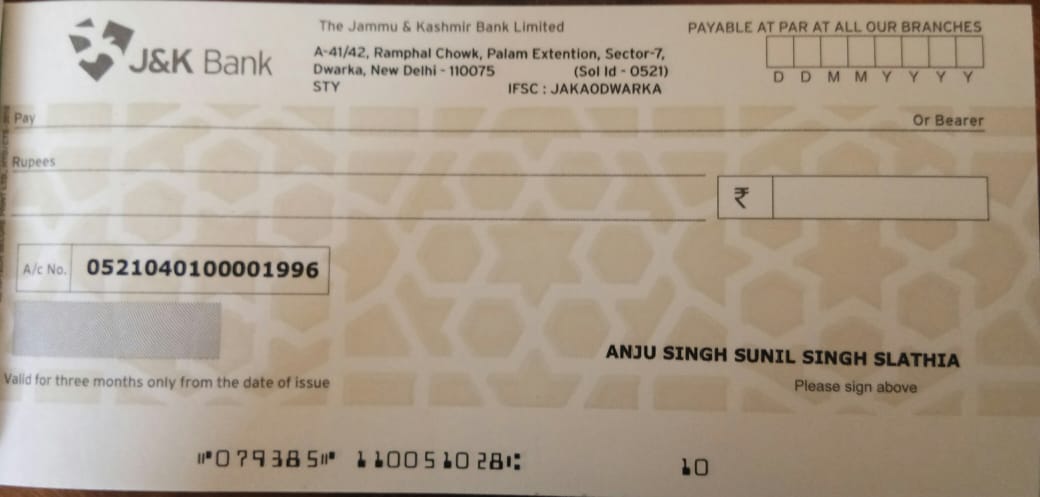 J&K Bank
The Jammu & Kashmir Bank Limited
A-41/42, Ramphal Chowk, Palam Extention, Sector-7,
Dwarka, New Delhi - 110075 (Sol Id - 0521)
STY IFSC : JAKA0DWARKA
PAYABLE AT PAR AT ALL OUR BRANCHES
D D M M Y Y Y Y
Pay Or Bearer
Rupees
₹
A/c No. 0521040100001996
ANJU SINGH SUNIL SINGH SLATHIA
Please sign above
Valid for three months only from the date of issue
⑈079385⑈ 110051028⑆ 10